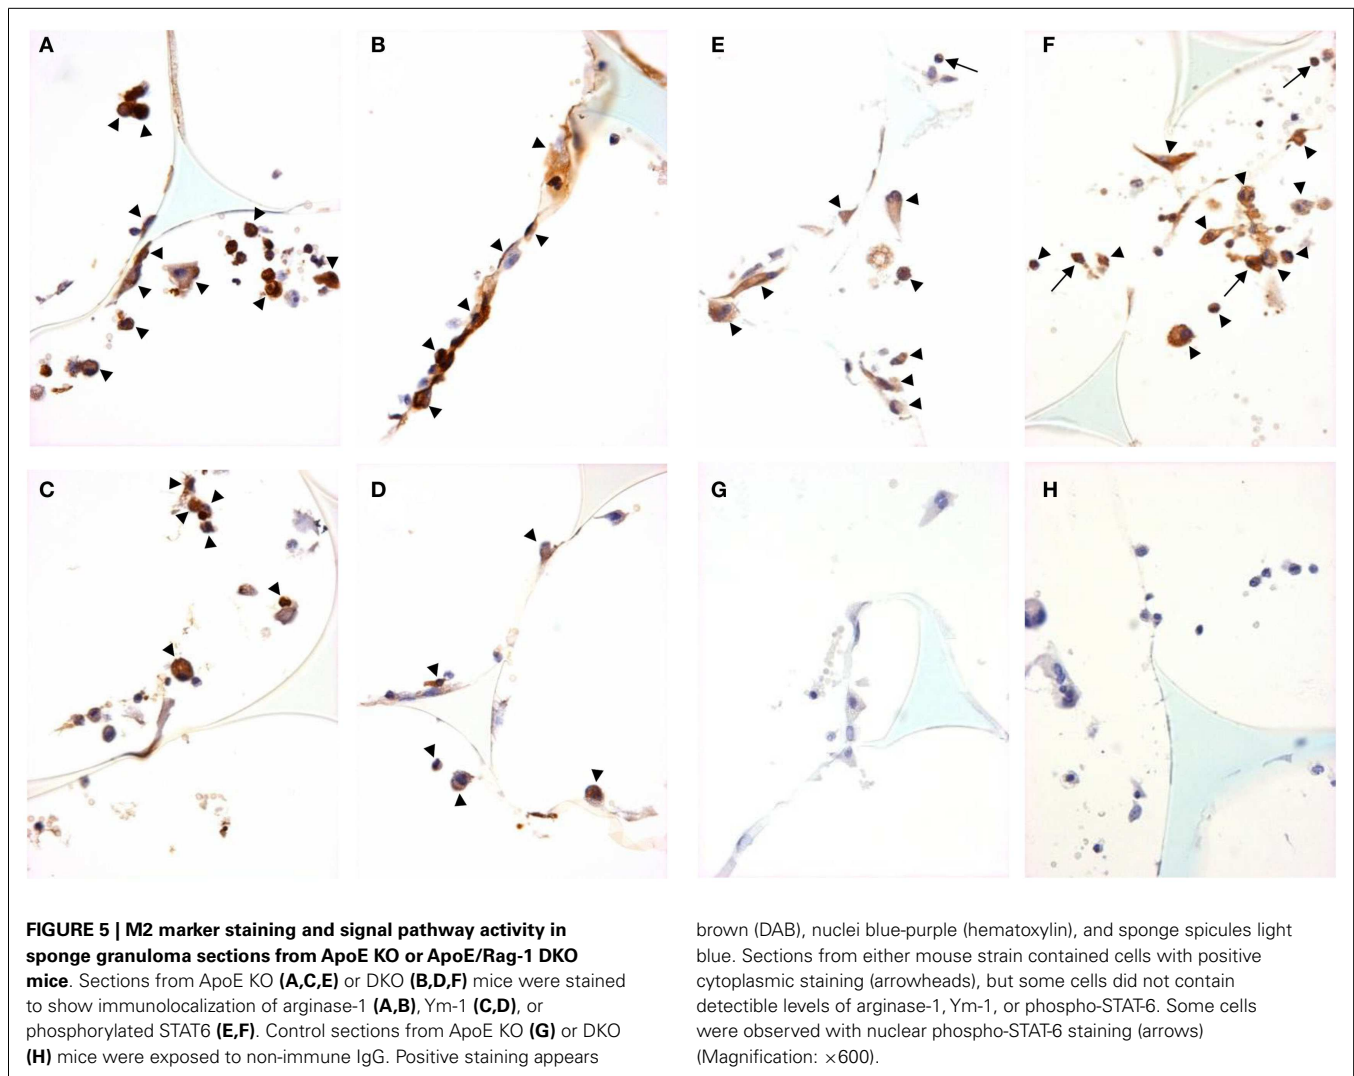 A
B
E
F
C
D
G
H
FIGURE 5 | M2 marker staining and signal pathway activity in
sponge granuloma sections from ApoE KO or ApoE/Rag-1 DKO
mice. Sections from ApoE KO (A,C,E) or DKO (B,D,F) mice were stained
to show immunolocalization of arginase-1 (A,B), Ym-1 (C,D), or
phosphorylated STAT6 (E,F). Control sections from ApoE KO (G) or DKO
(H) mice were exposed to non-immune IgG. Positive staining appears
brown (DAB), nuclei blue-purple (hematoxylin), and sponge spicules light
blue. Sections from either mouse strain contained cells with positive
cytoplasmic staining (arrowheads), but some cells did not contain
detectible levels of arginase-1, Ym-1, or phospho-STAT-6. Some cells
were observed with nuclear phospho-STAT-6 staining (arrows)
(Magnification: ×600).